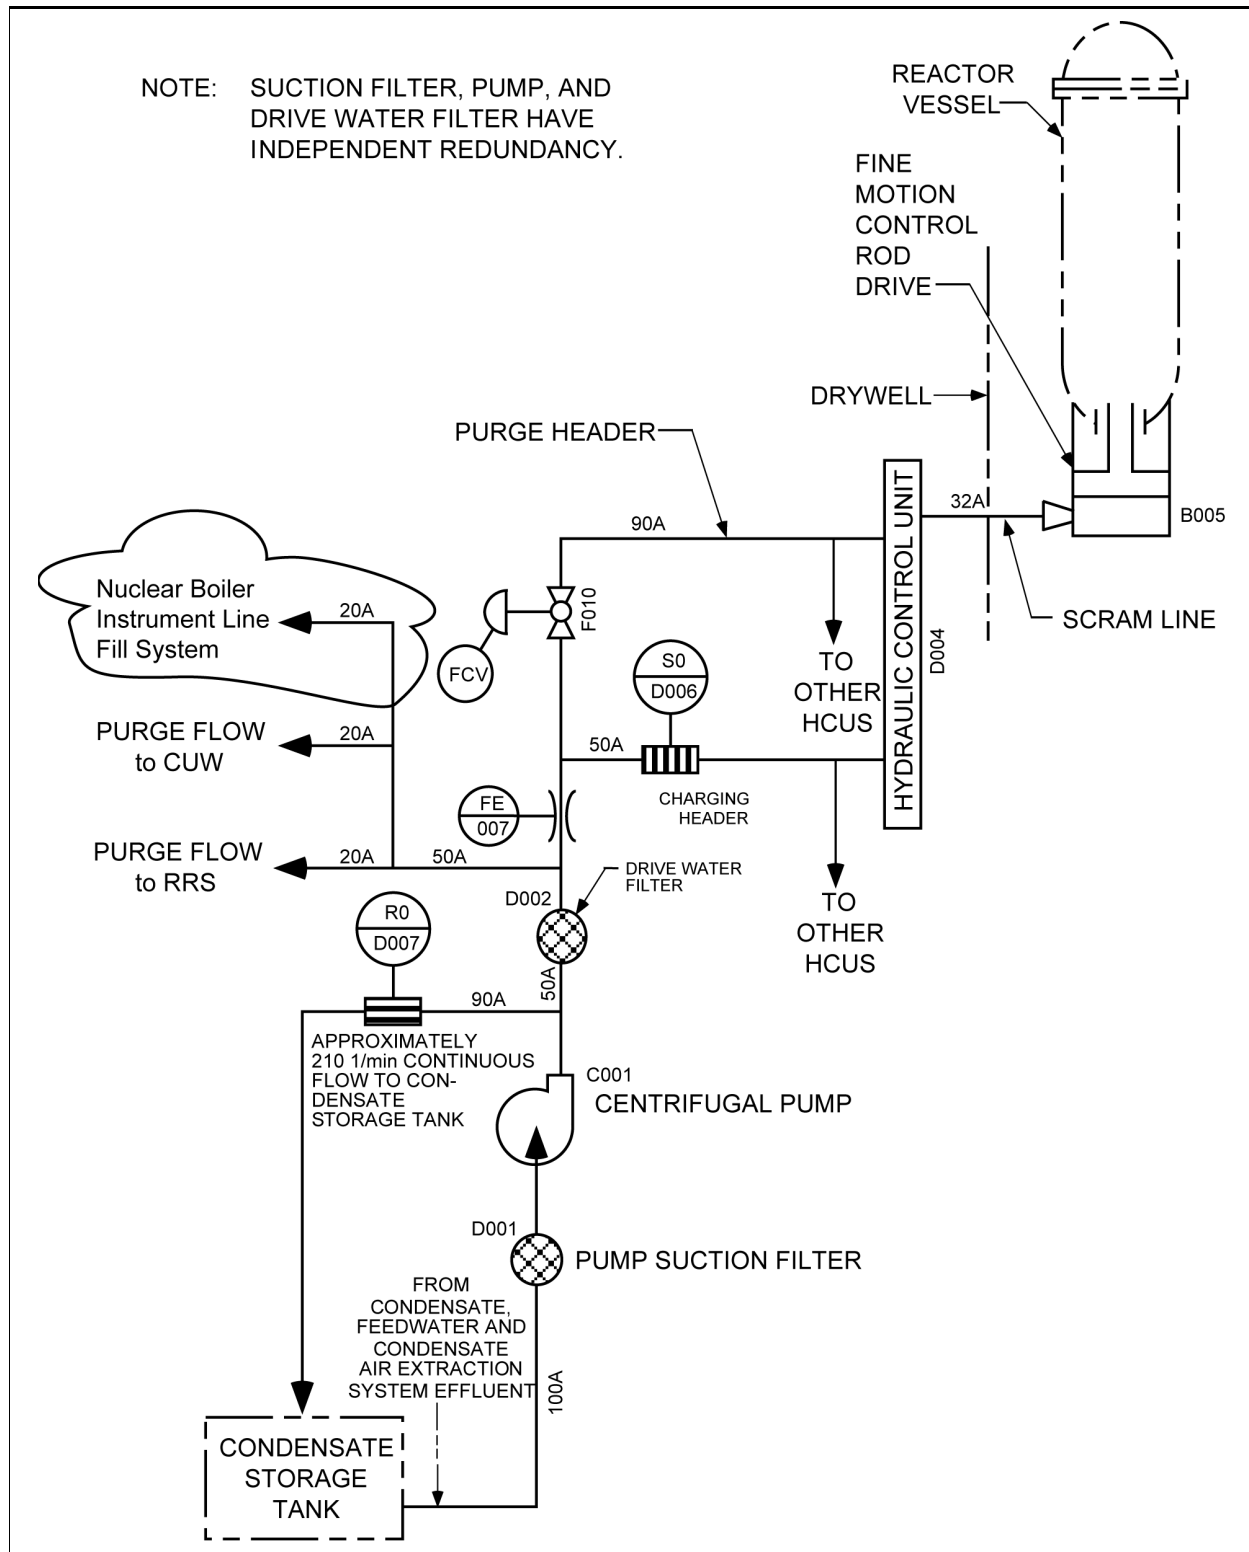 NOTE: SUCTION FILTER, PUMP, AND
DRIVE WATER FILTER HAVE
INDEPENDENT REDUNDANCY.
REACTOR
VESSEL
FINE
MOTION
CONTROL
ROD
DRIVE
DRYWELL
PURGE HEADER
32A
B005
SCRAM LINE
HYDRAULIC CONTROL UNIT
D004
90A
F010
FCV
Nuclear Boiler
Instrument Line
Fill System
20A
S0
D006
TO
OTHER
HCUS
PURGE FLOW
to CUW
20A
50A
CHARGING
HEADER
FE
007
PURGE FLOW
to RRS
20A
50A
DRIVE WATER
FILTER
D002
TO
OTHER
HCUS
R0
D007
50A
90A
APPROXIMATELY
210 1/min CONTINUOUS
FLOW TO CON-
DENSATE
STORAGE TANK
C001
CENTRIFUGAL PUMP
D001
PUMP SUCTION FILTER
FROM
CONDENSATE,
FEEDWATER AND
CONDENSATE
AIR EXTRACTION
SYSTEM EFFLUENT
100A
CONDENSATE
STORAGE
TANK